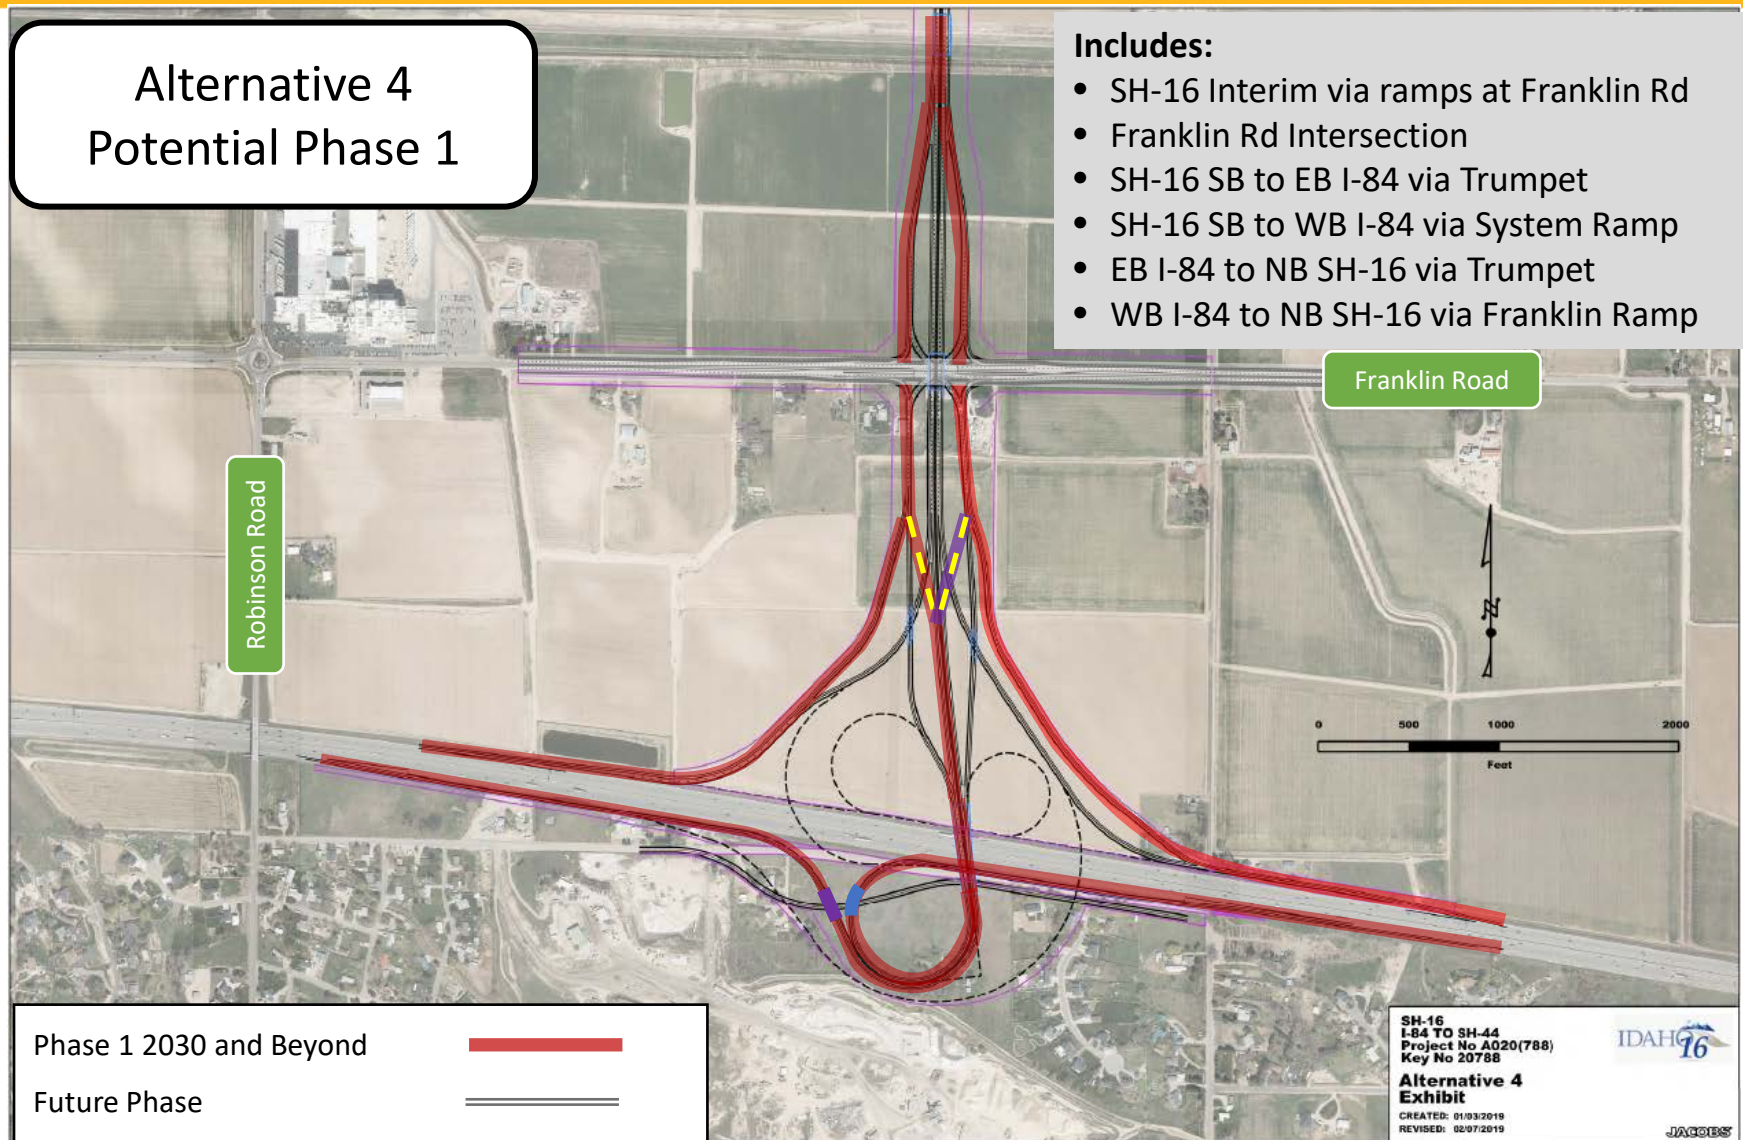 Alternative 4
Potential Phase 1
Includes:
• SH-16 Interim via ramps at Franklin Rd
• Franklin Rd Intersection
• SH-16 SB to EB I-84 via Trumpet
• SH-16 SB to WB I-84 via System Ramp
• EB I-84 to NB SH-16 via Trumpet
• WB I-84 to NB SH-16 via Franklin Ramp
Franklin Road
Robinson Road
N
0 500 1000 2000
Feet
Phase 1 2030 and Beyond
Future Phase
SH-16
I-84 TO SH-44
Project No A020(788)
Key No 20788
IDAHO 16
Alternative 4
Exhibit
CREATED: 01/03/2019
REVISED: 02/07/2019
JACOBS